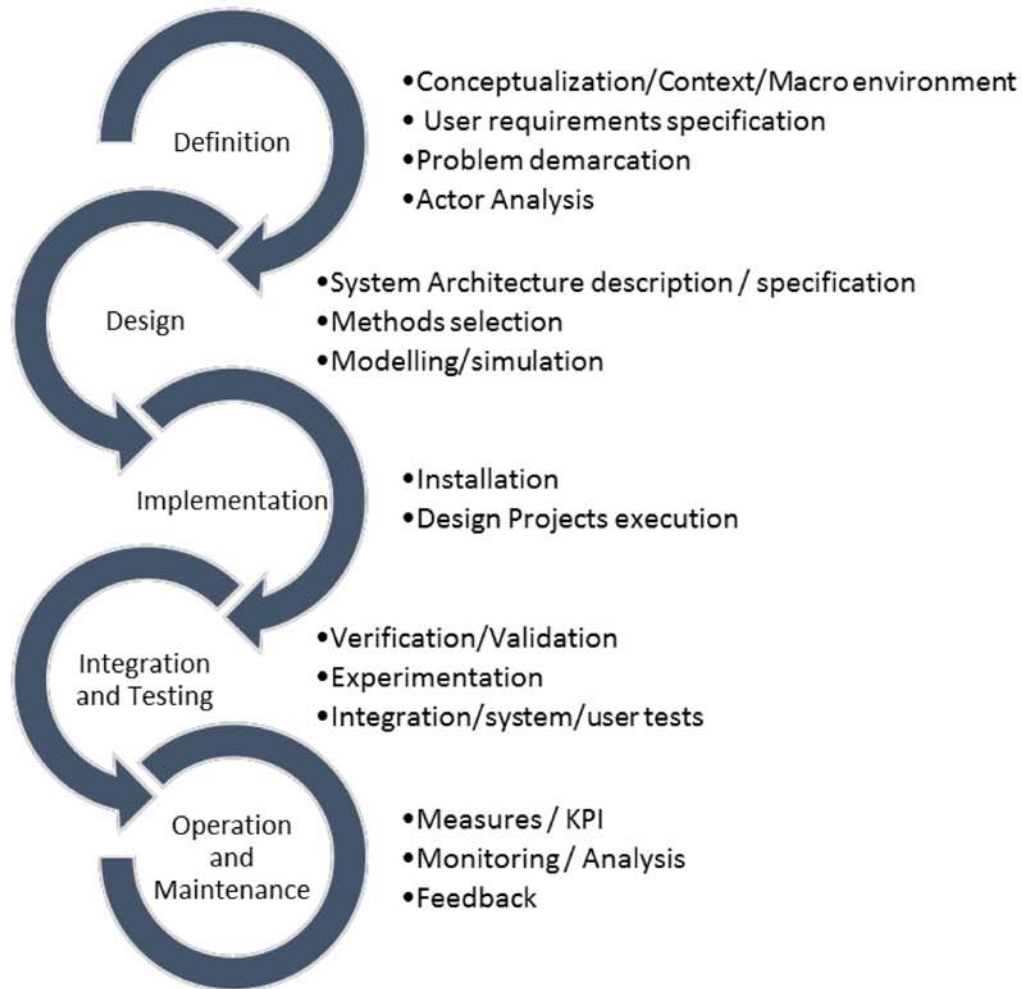 Definition
•Conceptualization/Context/Macro environment
• User requirements specification
•Problem demarcation
•Actor Analysis
Design
•System Architecture description / specification
•Methods selection
•Modelling/simulation
Implementation
•Installation
•Design Projects execution
Integration
and Testing
•Verification/Validation
•Experimentation
•Integration/system/user tests
Operation
and
Maintenance
•Measures / KPI
•Monitoring / Analysis
•Feedback